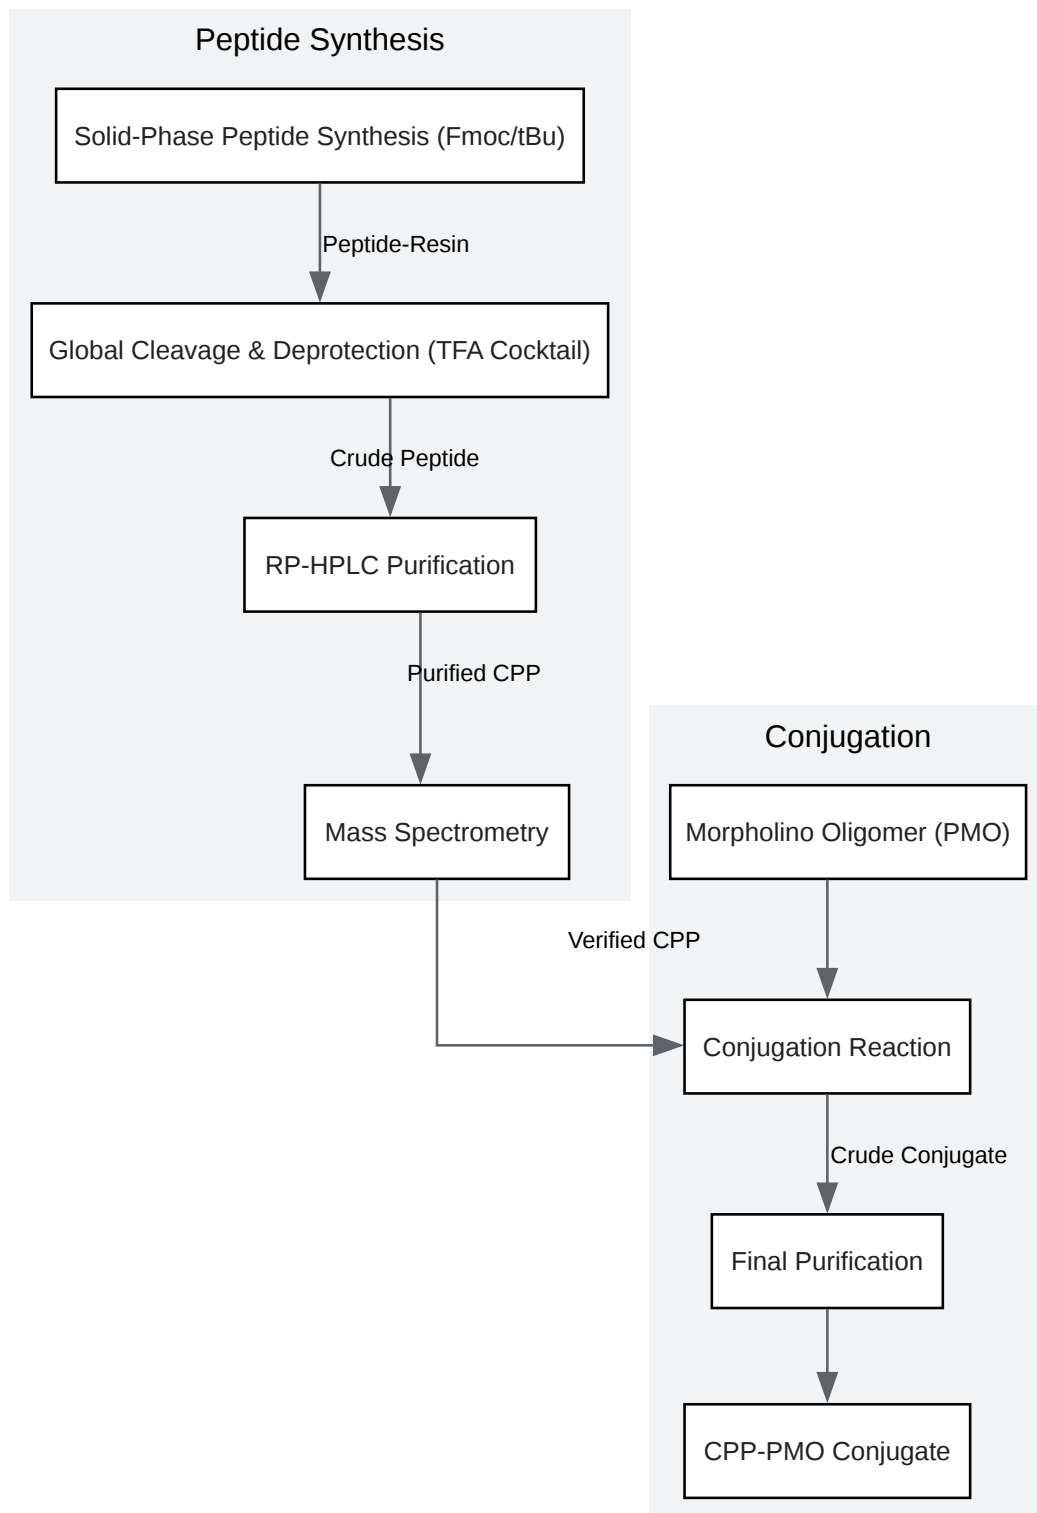 Peptide Synthesis
Solid-Phase Peptide Synthesis (Fmoc/tBu)
Peptide-Resin
Global Cleavage & Deprotection (TFA Cocktail)
Crude Peptide
RP-HPLC Purification
Purified CPP
Mass Spectrometry
Verified CPP
Conjugation
Morpholino Oligomer (PMO)
Conjugation Reaction
Crude Conjugate
Final Purification
CPP-PMO Conjugate